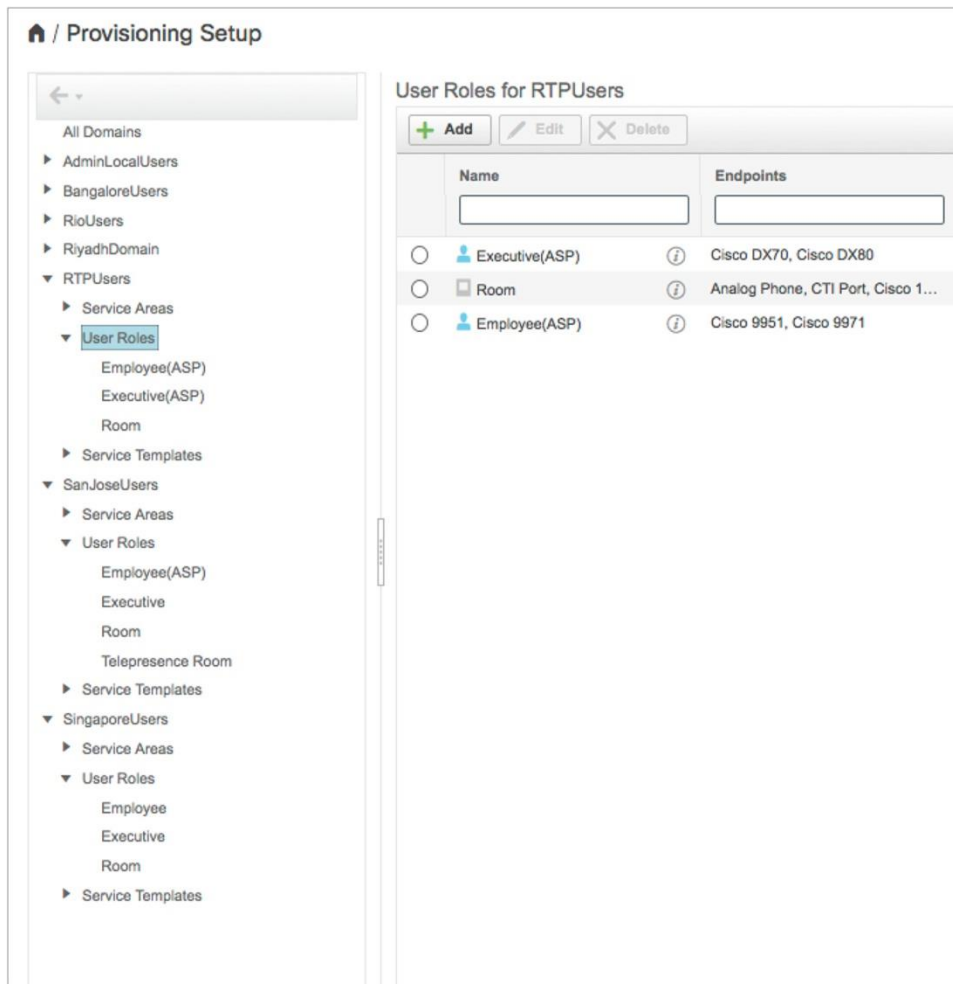 / Provisioning Setup
All Domains
AdminLocalUsers
BangaloreUsers
RioUsers
RiyadhDomain
RTPUsers
Service Areas
User Roles
Employee(ASP)
Executive(ASP)
Room
Service Templates
SanJoseUsers
Service Areas
User Roles
Employee(ASP)
Executive
Room
Telepresence Room
Service Templates
SingaporeUsers
Service Areas
User Roles
Employee
Executive
Room
Service Templates
User Roles for RTPUsers
Add Edit Delete
Name Endpoints
Executive(ASP) i Cisco DX70, Cisco DX80
Room i Analog Phone, CTI Port, Cisco 1...
Employee(ASP) i Cisco 9951, Cisco 9971